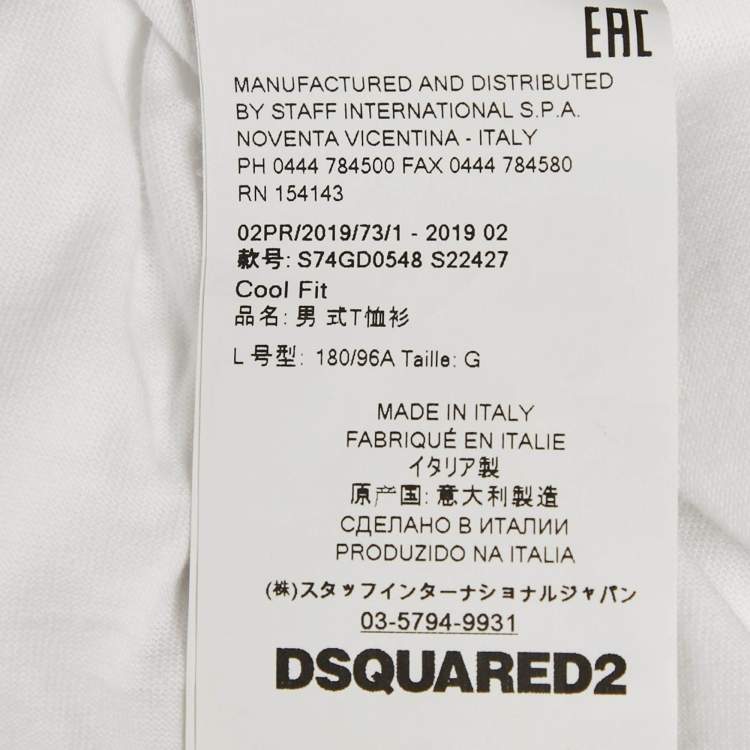 EAC
MANUFACTURED AND DISTRIBUTED
BY STAFF INTERNATIONAL S.P.A.
NOVENTA VICENTINA - ITALY
PH 0444 784500 FAX 0444 784580
RN 154143
02PR/2019/73/1 - 2019 02
款号: S74GD0548 S22427
Cool Fit
品名: 男 式T恤衫
L 号型: 180/96A Taille: G
MADE IN ITALY
FABRIQUÉ EN ITALIE
イタリア製
原产国: 意大利製造
СДЕЛАНО В ИТАЛИИ
PRODUZIDO NA ITALIA
(株)スタッフインターナショナルジャパン
03-5794-9931
DSQUARED2